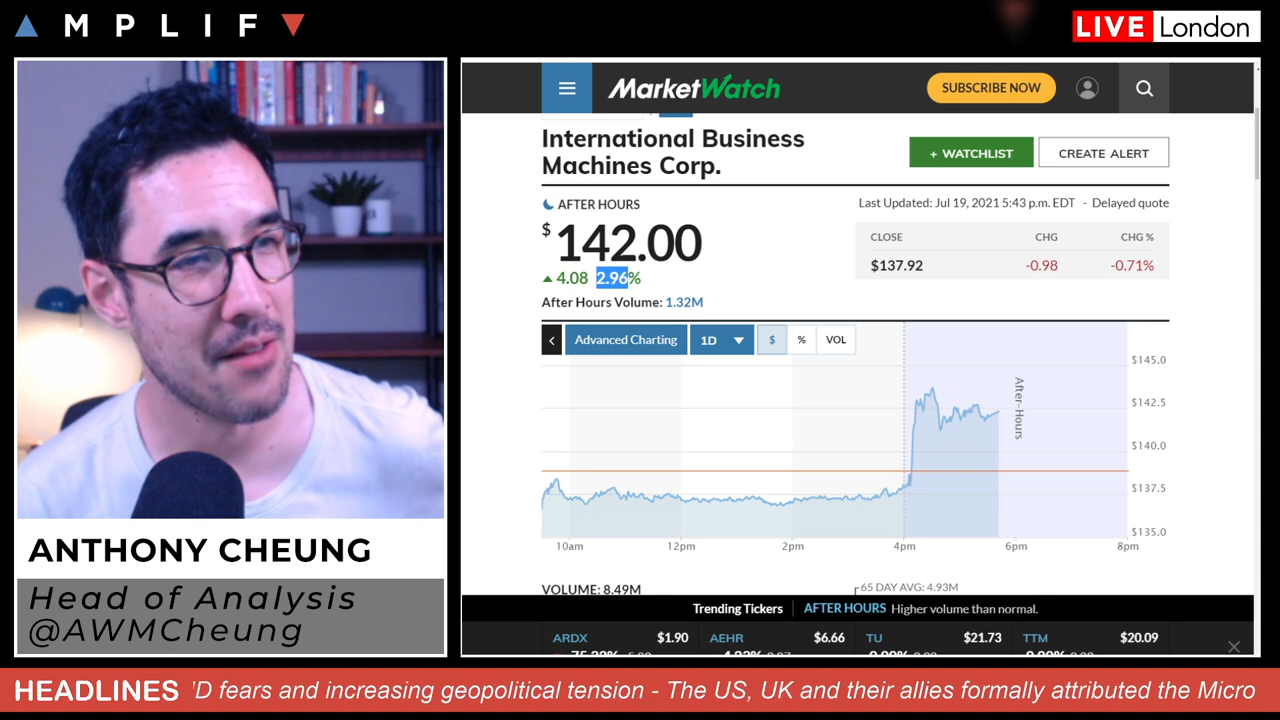 MPLIF
LIVE London
MarketWatch
SUBSCRIBE NOW
International Business
Machines Corp.
+ WATCHLIST
CREATE ALERT
AFTER HOURS
Last Updated: Jul 19, 2021 5:43 p.m. EDT - Delayed quote
$142.00
CLOSE CHG CHG %
$137.92 -0.98 -0.71%
4.08 2.96%
After Hours Volume: 1.32M
Advanced Charting 1D $ % VOL
$145.0
$142.5
$140.0
$137.5
$135.0
After-Hours
10am 12pm 2pm 4pm 6pm 8pm
VOLUME: 8.49M
65 DAY AVG: 4.93M
Trending Tickers AFTER HOURS Higher volume than normal.
ARDX $1.90 AEHR $6.66 TU $21.73 TTM $20.09
ANTHONY CHEUNG
Head of Analysis
@AWMCheung
HEADLINES 'D fears and increasing geopolitical tension - The US, UK and their allies formally attributed the Micro